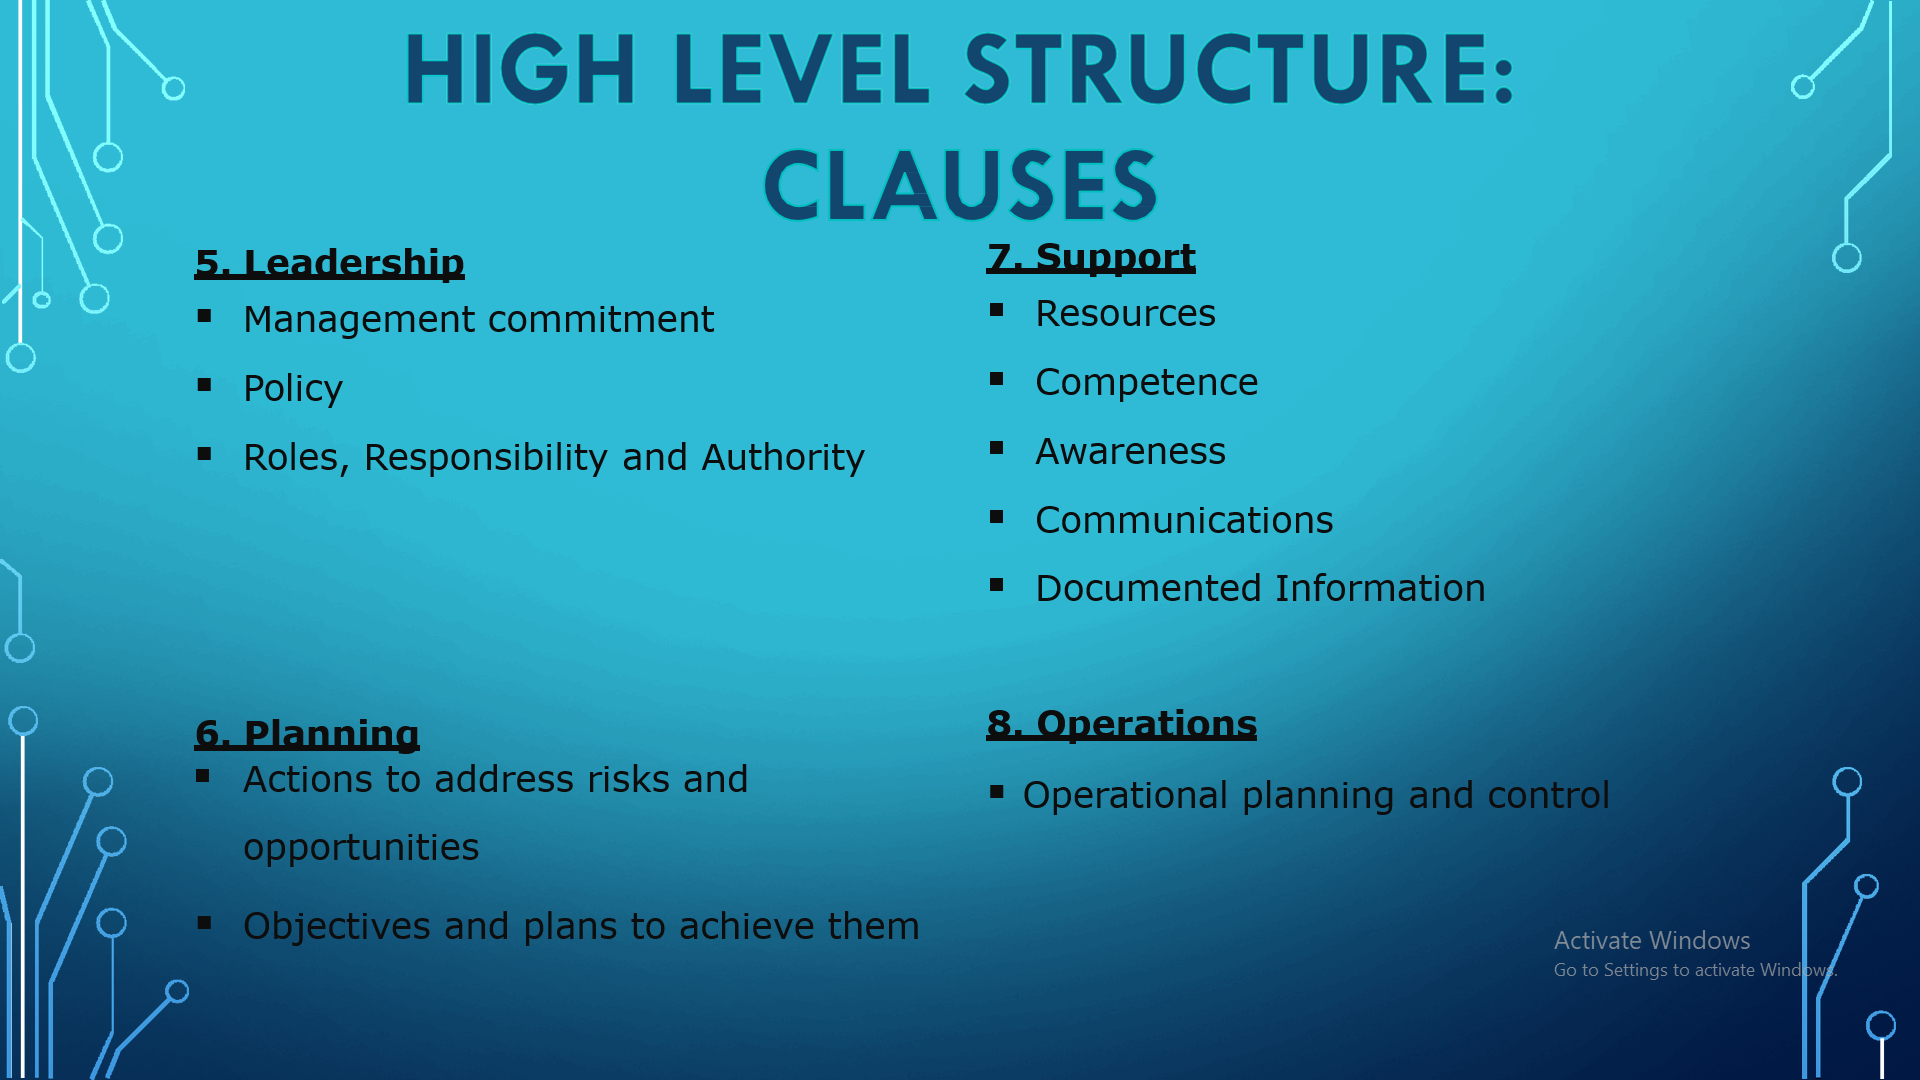 HIGH LEVEL STRUCTURE:
CLAUSES
5. Leadership
▪ Management commitment
▪ Policy
▪ Roles, Responsibility and Authority
6. Planning
▪ Actions to address risks and
opportunities
▪ Objectives and plans to achieve them
7. Support
▪ Resources
▪ Competence
▪ Awareness
▪ Communications
▪ Documented Information
8. Operations
▪ Operational planning and control
Activate Windows
Go to Settings to activate Windows.